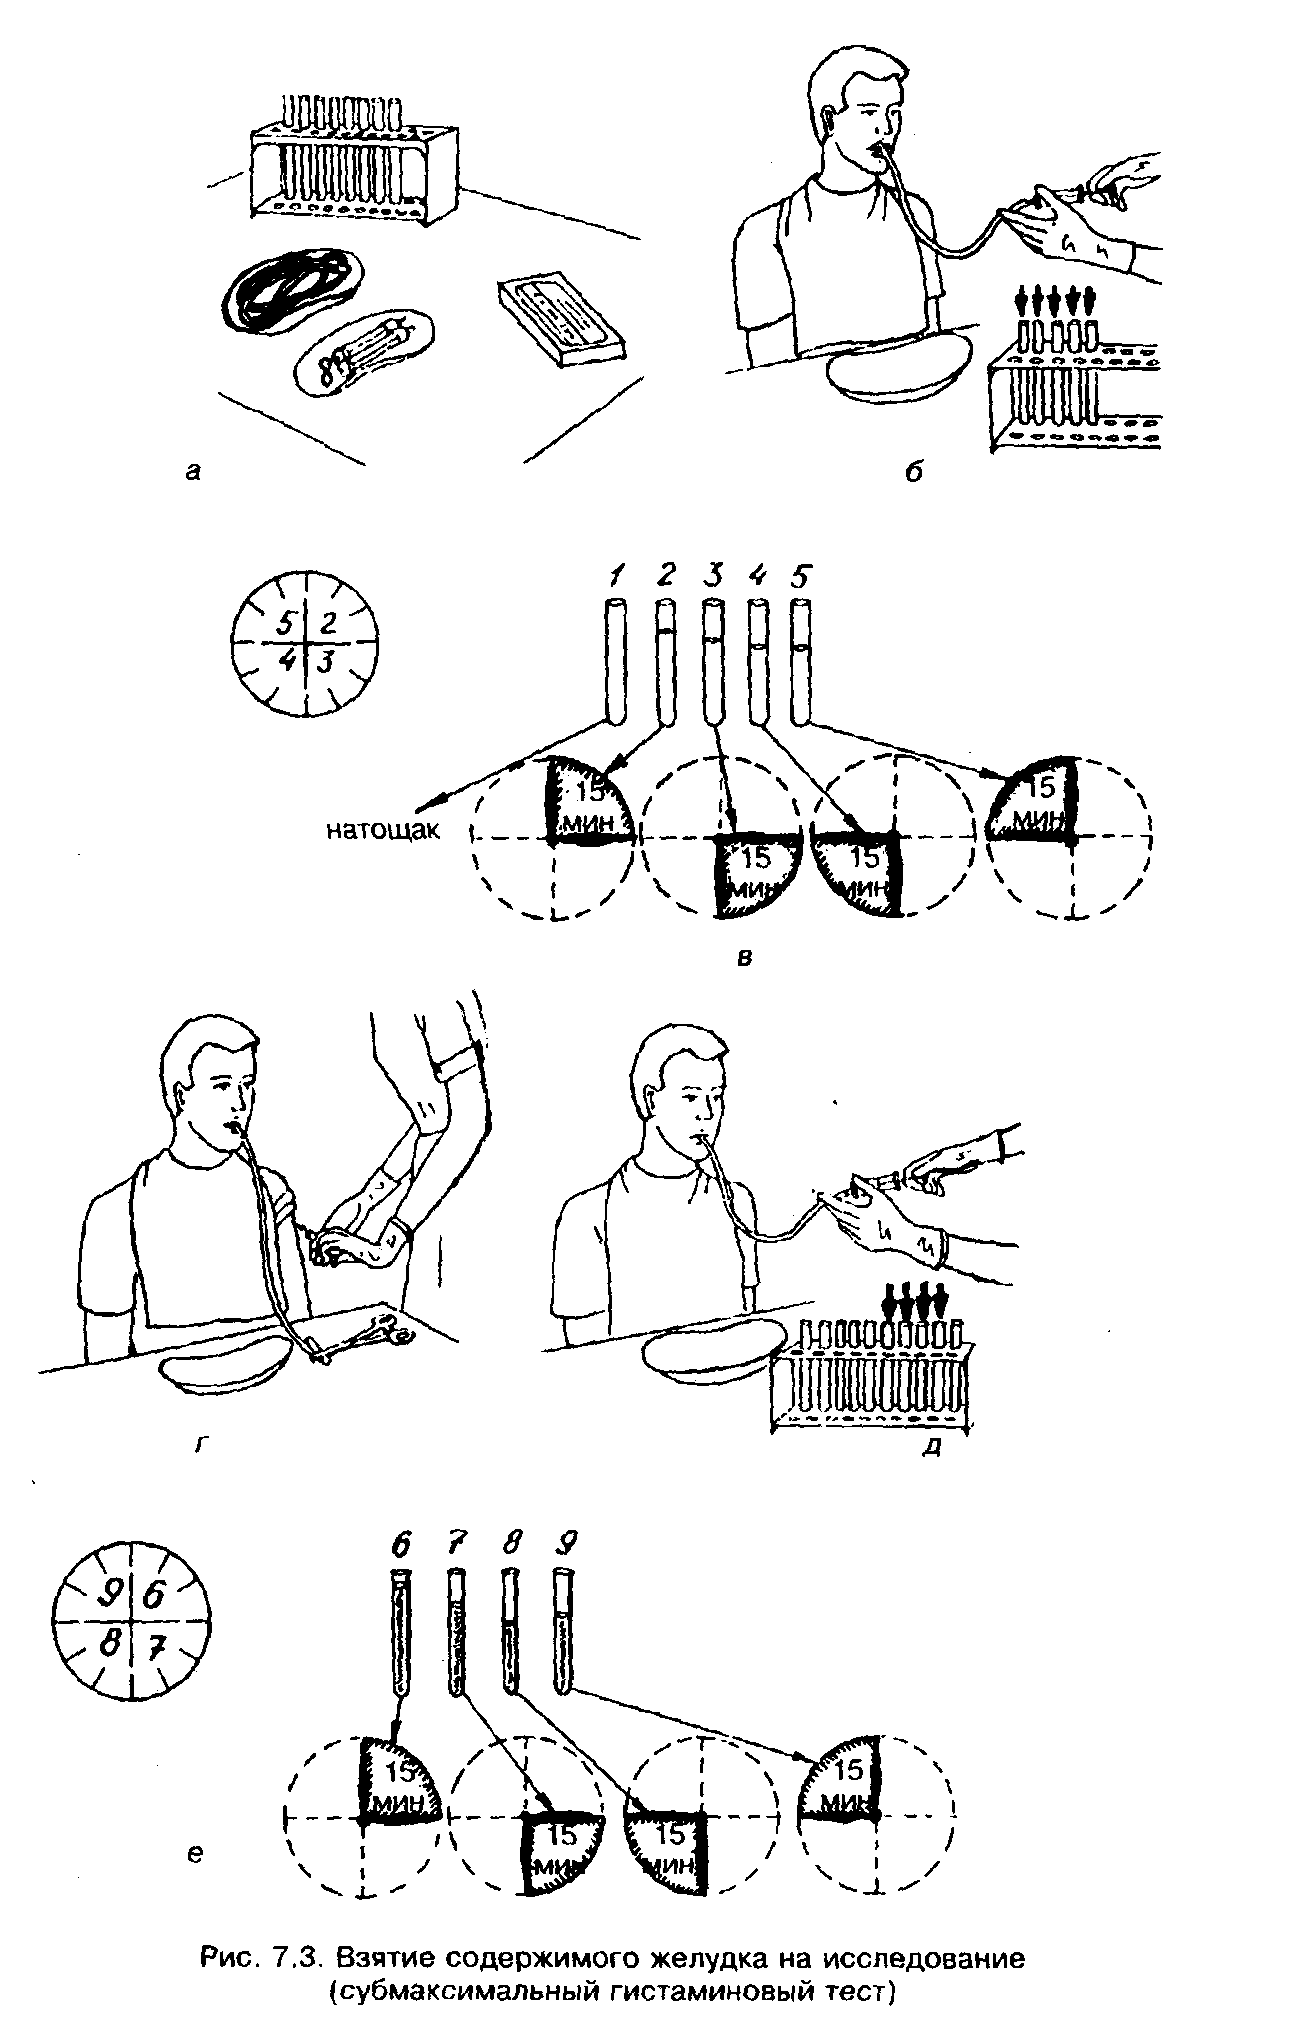 а
б
1 2 3 4 5
5 2
4 3
15 мин
15 мин
15 мин
15 мин
натощак
в
г
д
6 7 8 9
9 6
8 7
15 мин
15 мин
15 мин
15 мин
е
Рис. 7.3. Взятие содержимого желудка на исследование
(субмаксимальный гистаминовый тест)